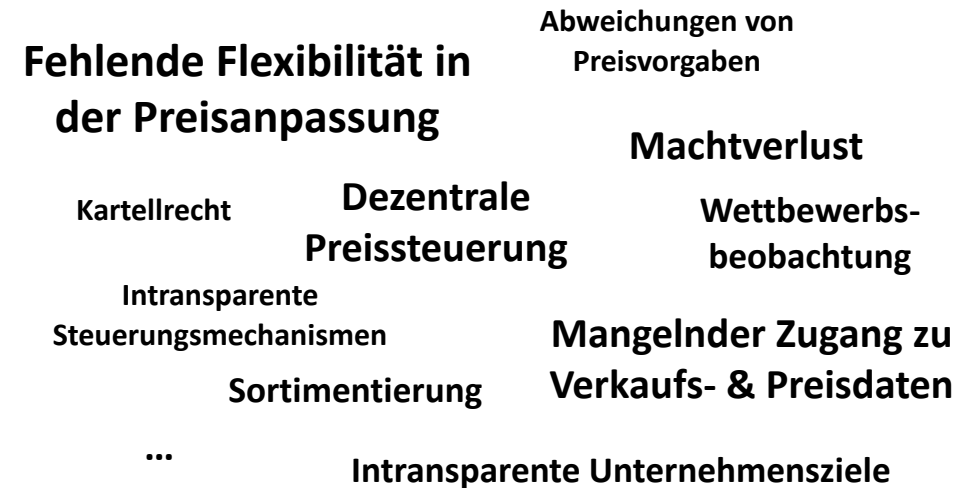 Abweichungen von
Preisvorgaben
Fehlende Flexibilität in
der Preisanpassung
Machtverlust
Kartellrecht
Dezentrale
Preissteuerung
Wettbewerbs-
beobachtung
Intransparente
Steuerungsmechanismen
Mangelnder Zugang zu
Verkaufs- & Preisdaten
Sortimentierung
...
Intransparente Unternehmensziele